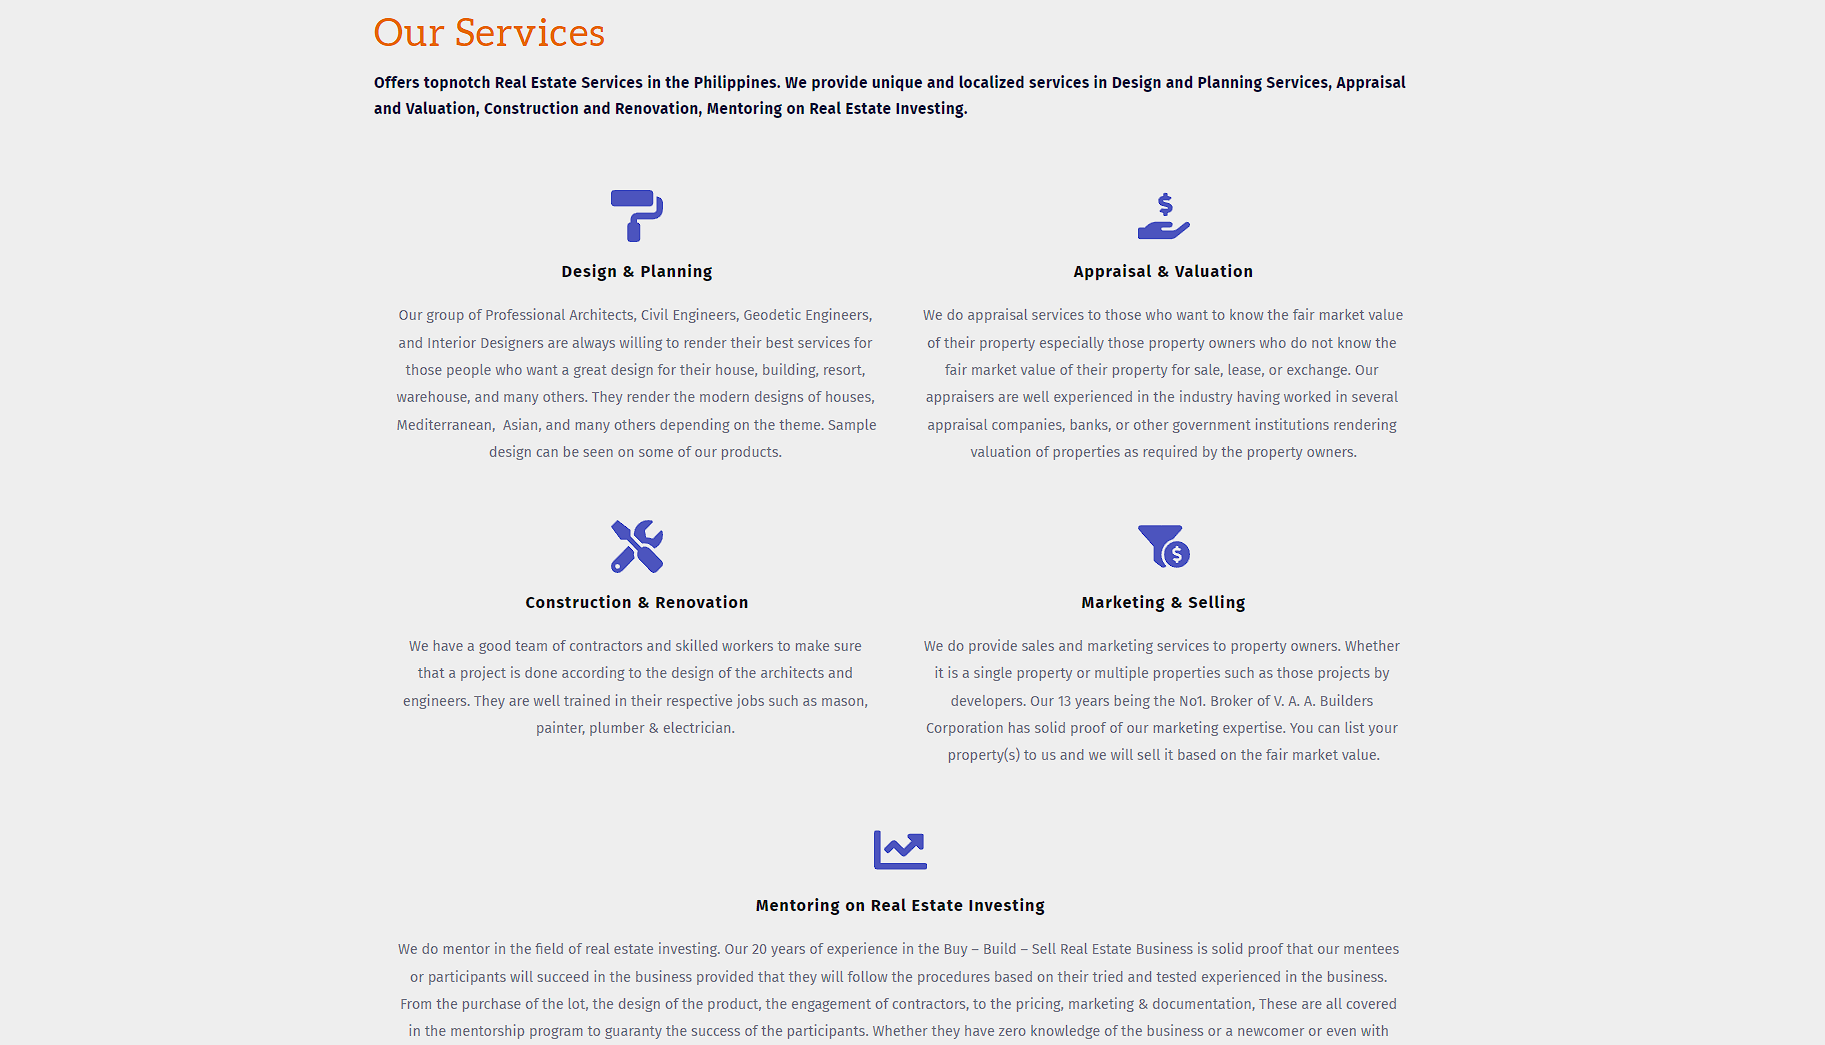 Our Services
Offers topnotch Real Estate Services in the Philippines. We provide unique and localized services in Design and Planning Services, Appraisal
and Valuation, Construction and Renovation, Mentoring on Real Estate Investing.
Design & Planning
Our group of Professional Architects, Civil Engineers, Geodetic Engineers,
and Interior Designers are always willing to render their best services for
those people who want a great design for their house, building, resort,
warehouse, and many others. They render the modern designs of houses,
Mediterranean,  Asian, and many others depending on the theme. Sample
design can be seen on some of our products.
Appraisal & Valuation
We do appraisal services to those who want to know the fair market value
of their property especially those property owners who do not know the
fair market value of their property for sale, lease, or exchange. Our
appraisers are well experienced in the industry having worked in several
appraisal companies, banks, or other government institutions rendering
valuation of properties as required by the property owners.
Construction & Renovation
We have a good team of contractors and skilled workers to make sure
that a project is done according to the design of the architects and
engineers. They are well trained in their respective jobs such as mason,
painter, plumber & electrician.
Marketing & Selling
We do provide sales and marketing services to property owners. Whether
it is a single property or multiple properties such as those projects by
developers. Our 13 years being the No1. Broker of V. A. A. Builders
Corporation has solid proof of our marketing expertise. You can list your
property(s) to us and we will sell it based on the fair market value.
Mentoring on Real Estate Investing
We do mentor in the field of real estate investing. Our 20 years of experience in the Buy – Build – Sell Real Estate Business is solid proof that our mentees
or participants will succeed in the business provided that they will follow the procedures based on their tried and tested experienced in the business.
From the purchase of the lot, the design of the product, the engagement of contractors, to the pricing, marketing & documentation, These are all covered
in the mentorship program to guaranty the success of the participants. Whether they have zero knowledge of the business or a newcomer or even with